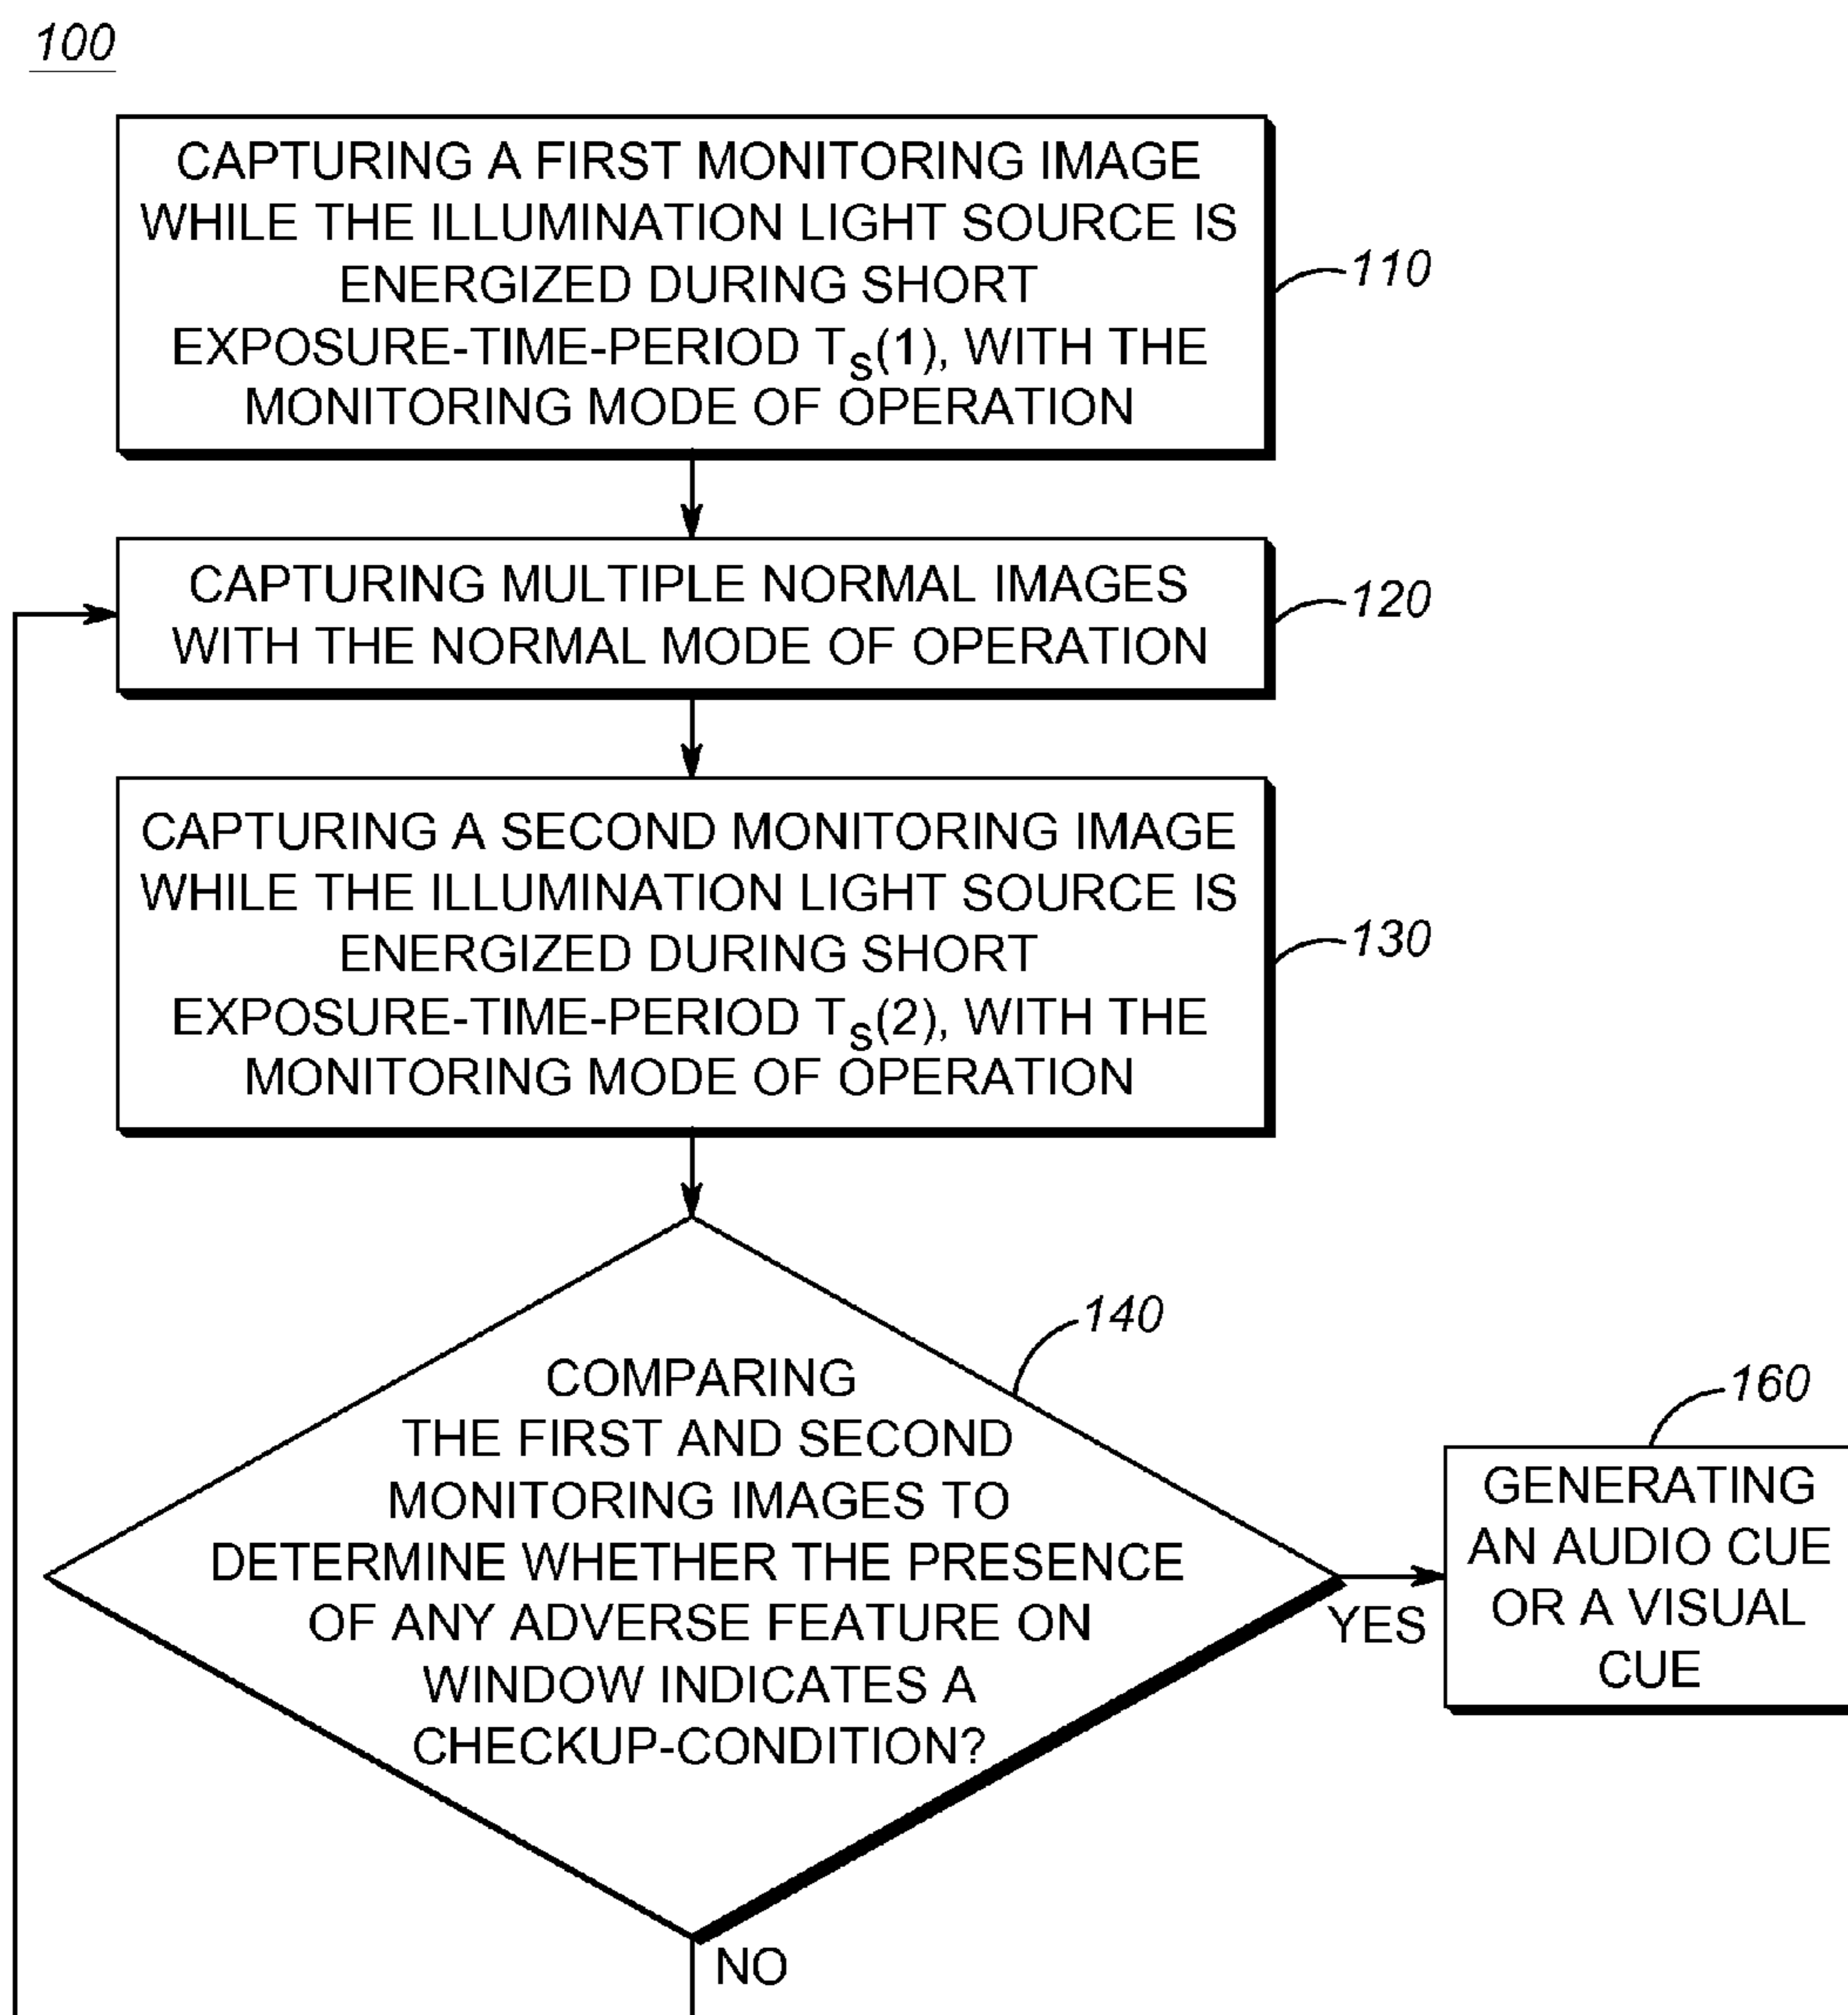 100
CAPTURING A FIRST MONITORING IMAGE
WHILE THE ILLUMINATION LIGHT SOURCE IS
ENERGIZED DURING SHORT
EXPOSURE-TIME-PERIOD TS(1), WITH THE
MONITORING MODE OF OPERATION
110
CAPTURING MULTIPLE NORMAL IMAGES
WITH THE NORMAL MODE OF OPERATION
120
CAPTURING A SECOND MONITORING IMAGE
WHILE THE ILLUMINATION LIGHT SOURCE IS
ENERGIZED DURING SHORT
EXPOSURE-TIME-PERIOD TS(2), WITH THE
MONITORING MODE OF OPERATION
130
140
COMPARING
THE FIRST AND SECOND
MONITORING IMAGES TO
DETERMINE WHETHER THE PRESENCE
OF ANY ADVERSE FEATURE ON
WINDOW INDICATES A
CHECKUP-CONDITION?
YES
NO
160
GENERATING
AN AUDIO CUE
OR A VISUAL
CUE